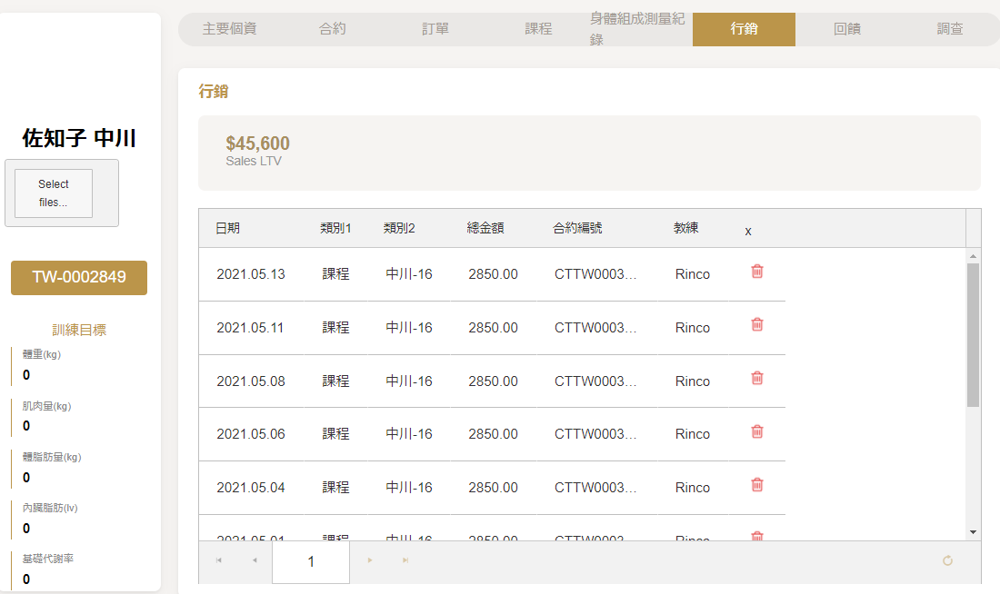 主要個資
合約
訂單
課程
身體組成測量紀
錄
行銷
回饋
調查
佐知子 中川
Select
files...
TW-0002849
訓練目標
體重(kg)
0
肌肉量(kg)
0
體脂肪量(kg)
0
內臟脂肪(lv)
0
基礎代謝率
0
行銷
$45,600
Sales LTV
日期 類別1 類別2 總金額 合約編號 教練 x
2021.05.13 課程 中川-16 2850.00 CTTW0003... Rinco
2021.05.11 課程 中川-16 2850.00 CTTW0003... Rinco
2021.05.08 課程 中川-16 2850.00 CTTW0003... Rinco
2021.05.06 課程 中川-16 2850.00 CTTW0003... Rinco
2021.05.04 課程 中川-16 2850.00 CTTW0003... Rinco
2021.05.01 課程 中川-16 2850.00 CTTW0003... Rinco
1